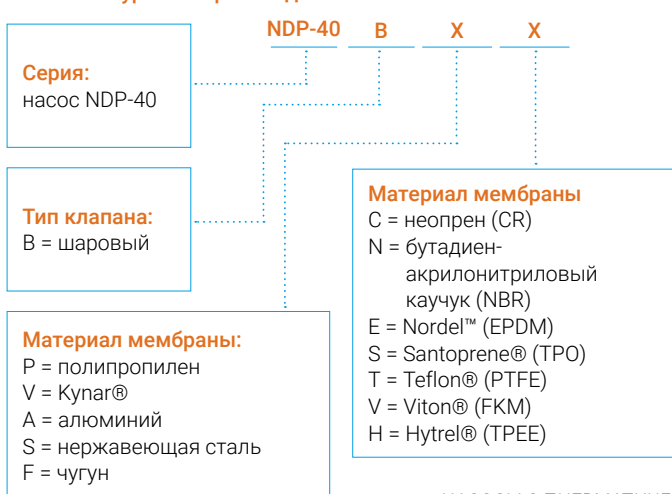 NDP-40 B X X
Серия:
насос NDP-40
Тип клапана:
B = шаровый
Материал мембраны:
P = полипропилен
V = Kynar®
A = алюминий
S = нержавеющая сталь
F = чугун
Материал мембраны
C = неопрен (CR)
N = бутадиен-
акрилонитриловый
каучук (NBR)
E = Nordel™ (EPDM)
S = Santoprene® (TPO)
T = Teflon® (PTFE)
V = Viton® (FKM)
H = Hytrel® (TPEE)